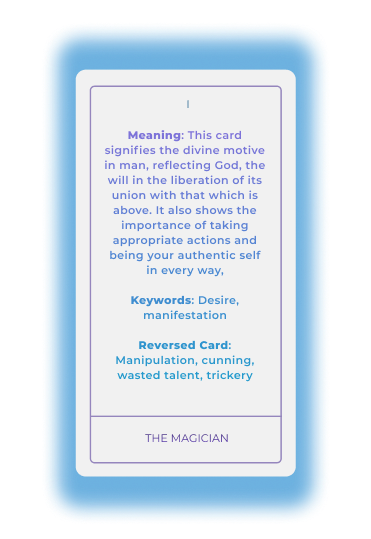 I
Meaning: This card
signifies the divine motive
in man, reflecting God, the
will in the liberation of its
union with that which is
above. It also shows the
importance of taking
appropriate actions and
being your authentic self
in every way,
Keywords: Desire,
manifestation
Reversed Card:
Manipulation, cunning,
wasted talent, trickery
THE MAGICIAN